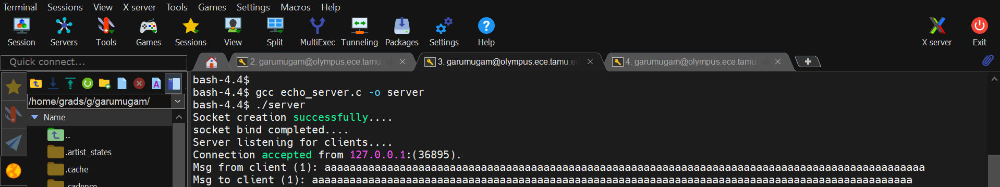 Terminal Sessions View X server Tools Games Settings Macros Help
Session Servers Tools Games Sessions View Split MultiExec Tunneling Packages Settings Help X server Exit
Quick connect...
2. garumugam@olympus.ece.tamu.edu
3. garumugam@olympus.ece.tamu.ed
4. garumugam@olympus.ece.tamu.edu
/home/grads/g/garumugam/
Name
..
.artist_states
.cache
.cadence
bash-4.4$
bash-4.4$ gcc echo_server.c -o server
bash-4.4$ ./server
Socket creation successfully....
socket bind completed....
Server listening for clients....
Connection accepted from 127.0.0.1:(36895).
Msg from client (1): aaaaaaaaaaaaaaaaaaaaaaaaaaaaaaaaaaaaaaaaaaaaaaaaaaaaaaaaaaaaaaaaaaaaaaaaaaaaaaaaaaaaaaaaaaaaaaaa
Msg to client (1): aaaaaaaaaaaaaaaaaaaaaaaaaaaaaaaaaaaaaaaaaaaaaaaaaaaaaaaaaaaaaaaaaaaaaaaaaaaaaaaaaaaaaaaaaaaaaaaa